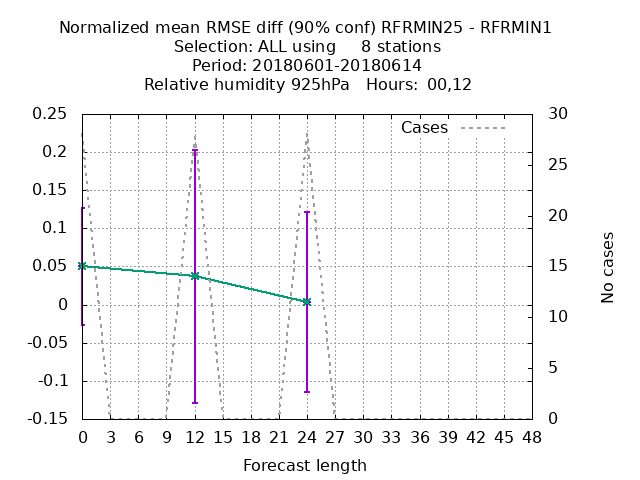 Normalized mean RMSE diff (90% conf) RFRMIN25 - RFRMIN1
Selection: ALL using     8 stations
Period: 20180601-20180614
Relative humidity 925hPa   Hours:  00,12
Cases
0.25
0.2
0.15
0.1
0.05
0
-0.05
-0.1
-0.15
30
25
20
15
10
5
0
No cases
0 3 6 9 12 15 18 21 24 27 30 33 36 39 42 45 48
Forecast length